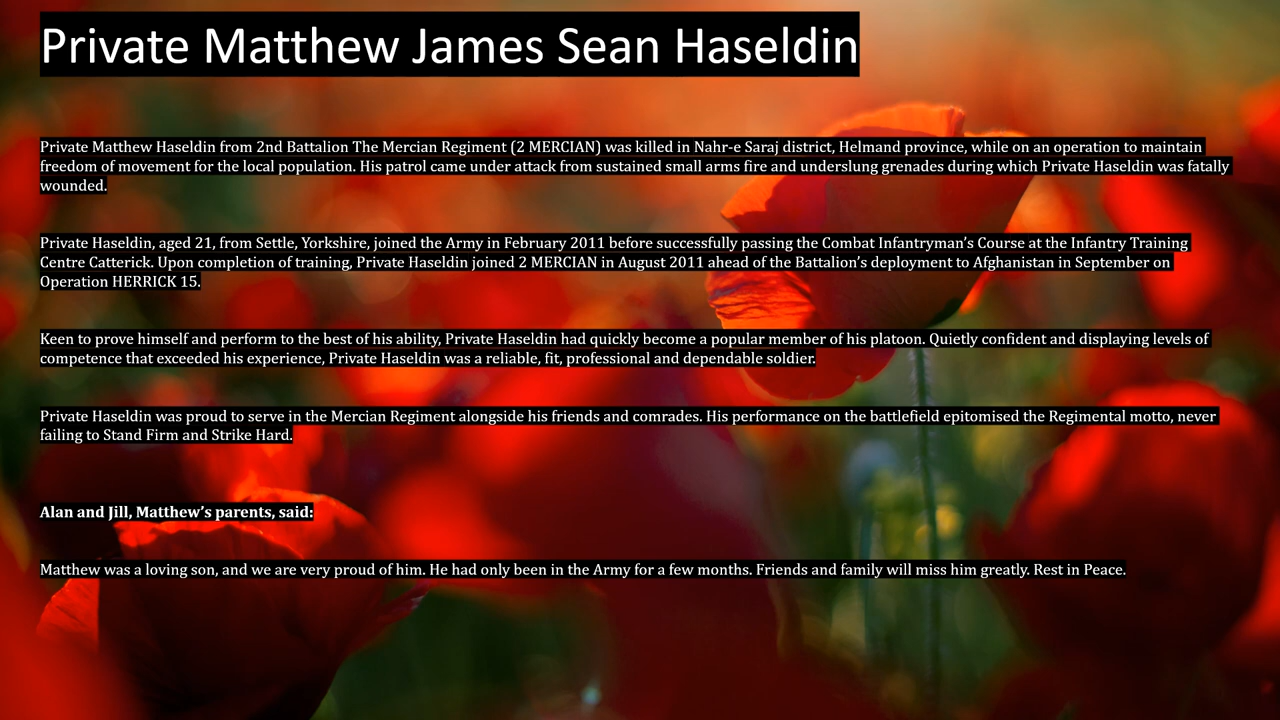 Private Matthew James Sean Haseldin
Private Matthew Haseldin from 2nd Battalion The Mercian Regiment (2 MERCIAN) was killed in Nahr-e Saraj district, Helmand province, while on an operation to maintain
freedom of movement for the local population. His patrol came under attack from sustained small arms fire and underslung grenades during which Private Haseldin was fatally
wounded.
Private Haseldin, aged 21, from Settle, Yorkshire, joined the Army in February 2011 before successfully passing the Combat Infantryman’s Course at the Infantry Training
Centre Catterick. Upon completion of training, Private Haseldin joined 2 MERCIAN in August 2011 ahead of the Battalion’s deployment to Afghanistan in September on
Operation HERRICK 15.
Keen to prove himself and perform to the best of his ability, Private Haseldin had quickly become a popular member of his platoon. Quietly confident and displaying levels of
competence that exceeded his experience, Private Haseldin was a reliable, fit, professional and dependable soldier.
Private Haseldin was proud to serve in the Mercian Regiment alongside his friends and comrades. His performance on the battlefield epitomised the Regimental motto, never
failing to Stand Firm and Strike Hard.
Alan and Jill, Matthew’s parents, said:
Matthew was a loving son, and we are very proud of him. He had only been in the Army for a few months. Friends and family will miss him greatly. Rest in Peace.